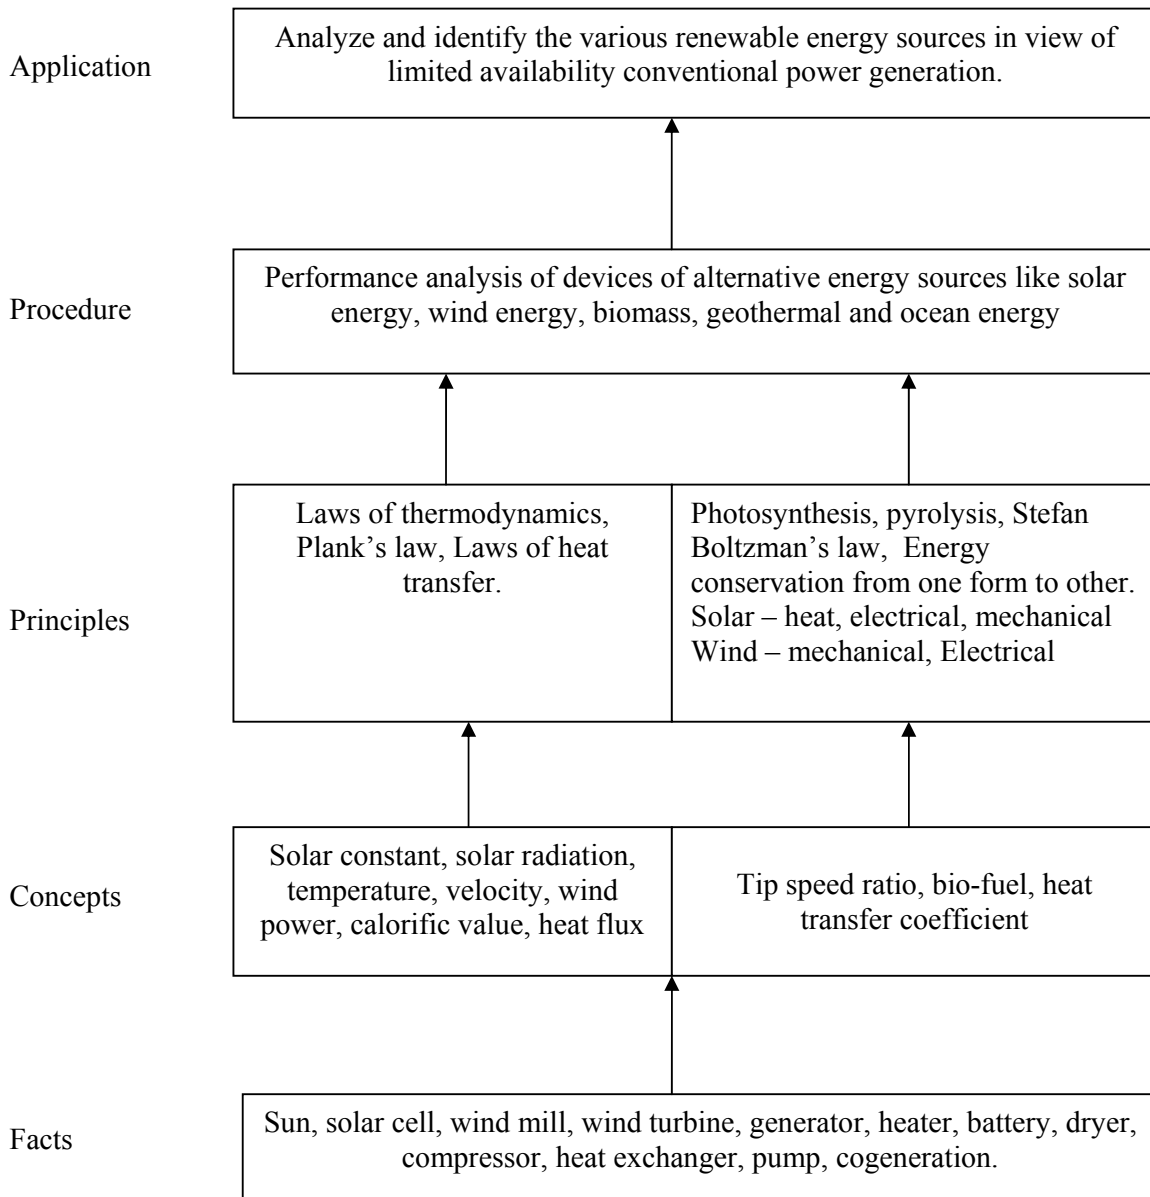 Application
Analyze and identify the various renewable energy sources in view of
limited availability conventional power generation.
Procedure
Performance analysis of devices of alternative energy sources like solar
energy, wind energy, biomass, geothermal and ocean energy
Principles
Laws of thermodynamics,
Plank’s law, Laws of heat
transfer.
Photosynthesis, pyrolysis, Stefan
Boltzman’s law,  Energy
conservation from one form to other.
Solar – heat, electrical, mechanical
Wind – mechanical, Electrical
Concepts
Solar constant, solar radiation,
temperature, velocity, wind
power, calorific value, heat flux
Tip speed ratio, bio-fuel, heat
transfer coefficient
Facts
Sun, solar cell, wind mill, wind turbine, generator, heater, battery, dryer,
compressor, heat exchanger, pump, cogeneration.